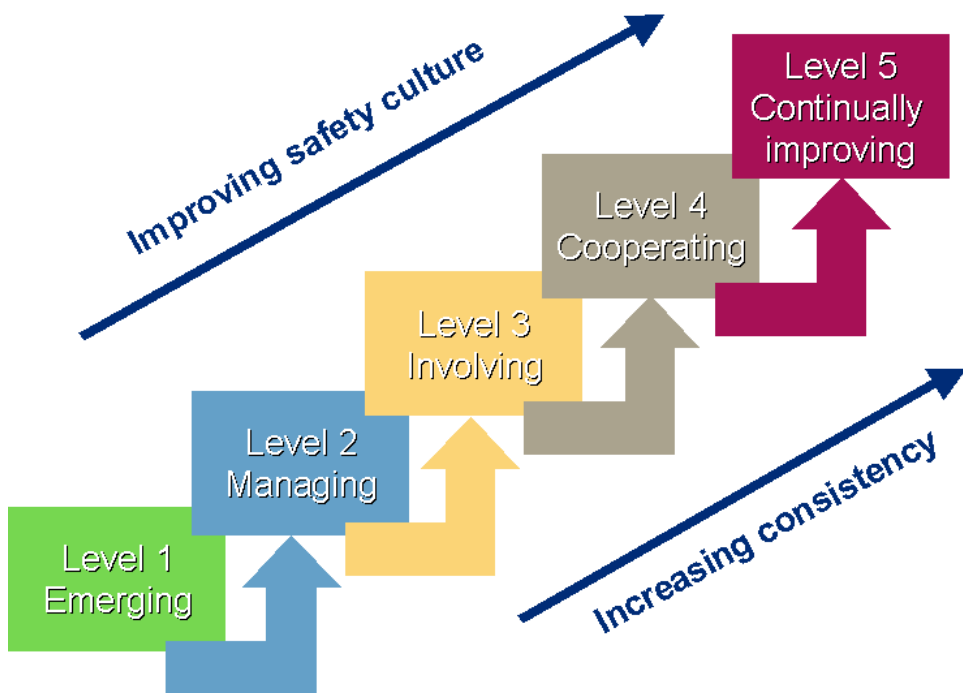 Improving safety culture
Level 5
Continually
improving
Level 4
Cooperating
Level 3
Involving
Level 2
Managing
Level 1
Emerging
Increasing consistency